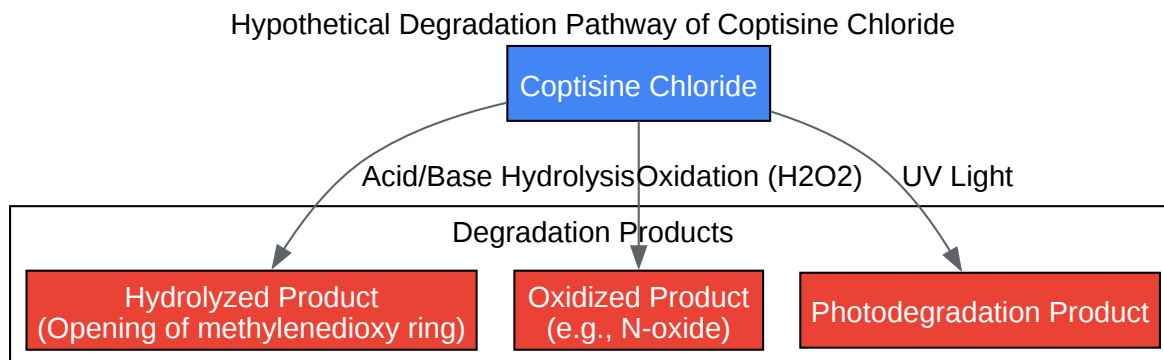 Hypothetical Degradation Pathway of Coptisine Chloride
Coptisine Chloride
Acid/Base Hydrolysis
Oxidation (H2O2)
UV Light
Degradation Products
Hydrolyzed Product
(Opening of methylenedioxy ring)
Oxidized Product
(e.g., N-oxide)
Photodegradation Product